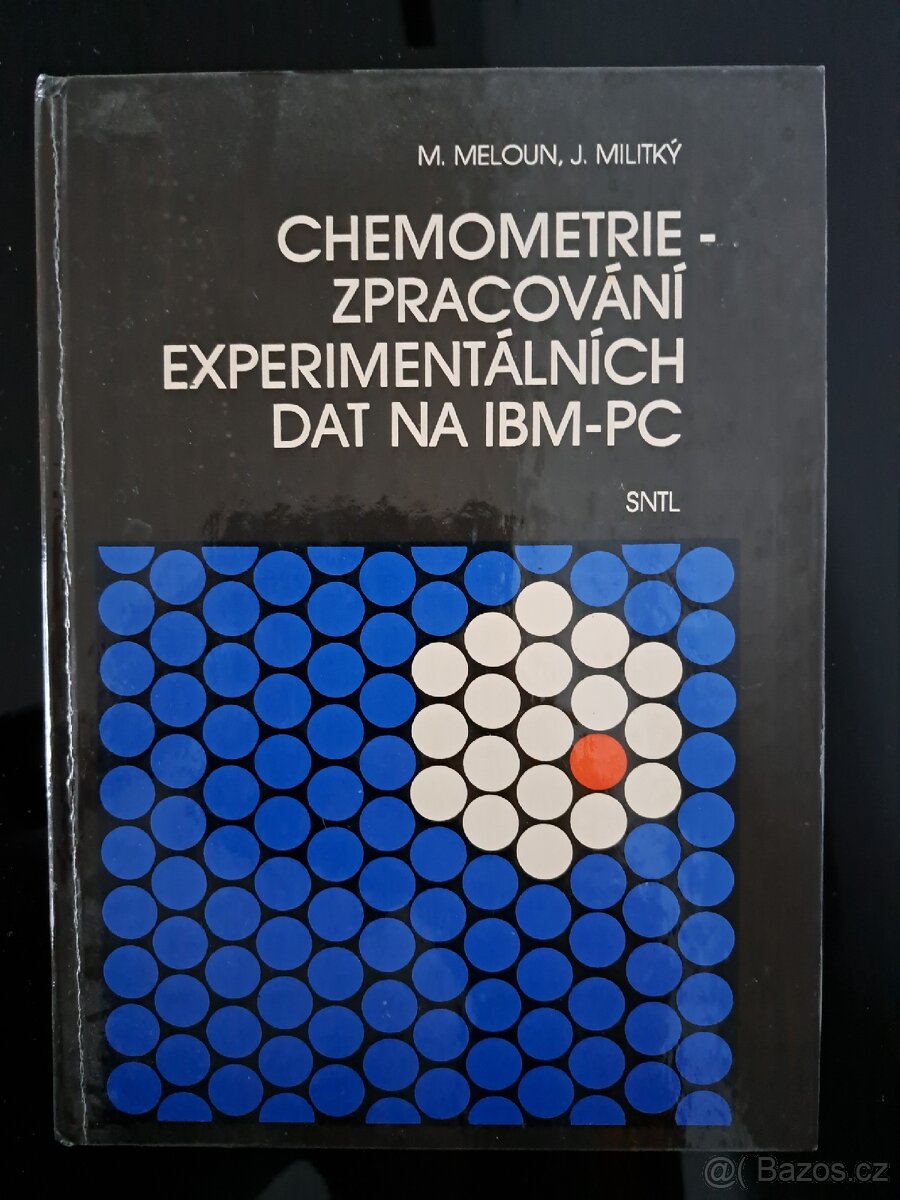 M. MELOUN, J. MILITKÝ
CHEMOMETRIE -
ZPRACOVÁNÍ
EXPERIMENTÁLNÍCH
DAT NA IBM-PC
SNTL
@( Bazos.cz